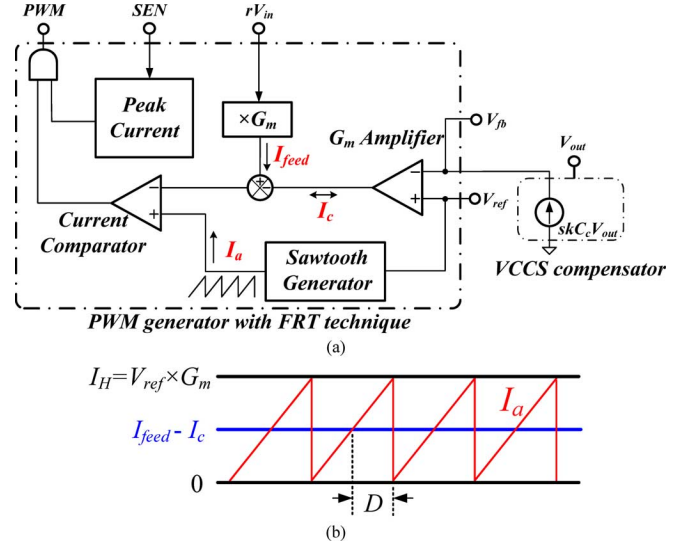 PWM SEN rVin
Peak Current
×Gm
Gm Amplifier
Vfb
Vout
Ifeed
+
−
−
−
+
Ic
+
Vref
Current Comparator
Ia
Sawtooth Generator
skCcVout
VCCS compensator
PWM generator with FRT technique
(a)
IH=Vref×Gm
Ia
Ifeed - Ic
0
D
(b)